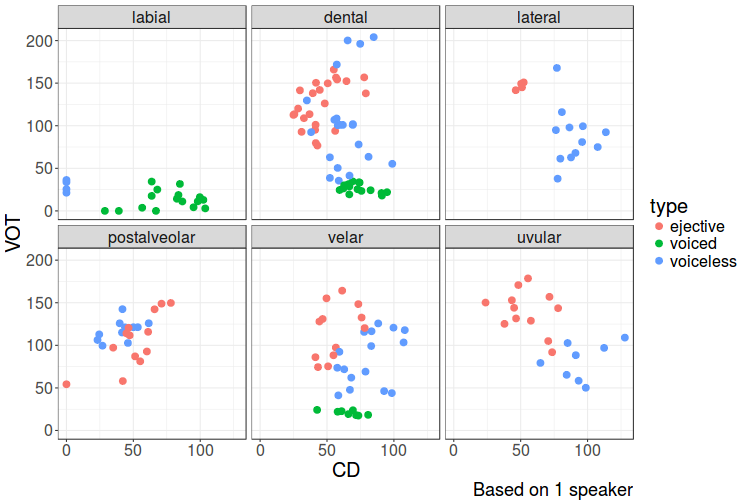 labial dental lateral
200
150
100
50
0
postalveolar velar uvular
200
150
100
50
0
0 50 100 0 50 100 0 50 100
VOT
CD
type
ejective
voiced
voiceless
Based on 1 speaker